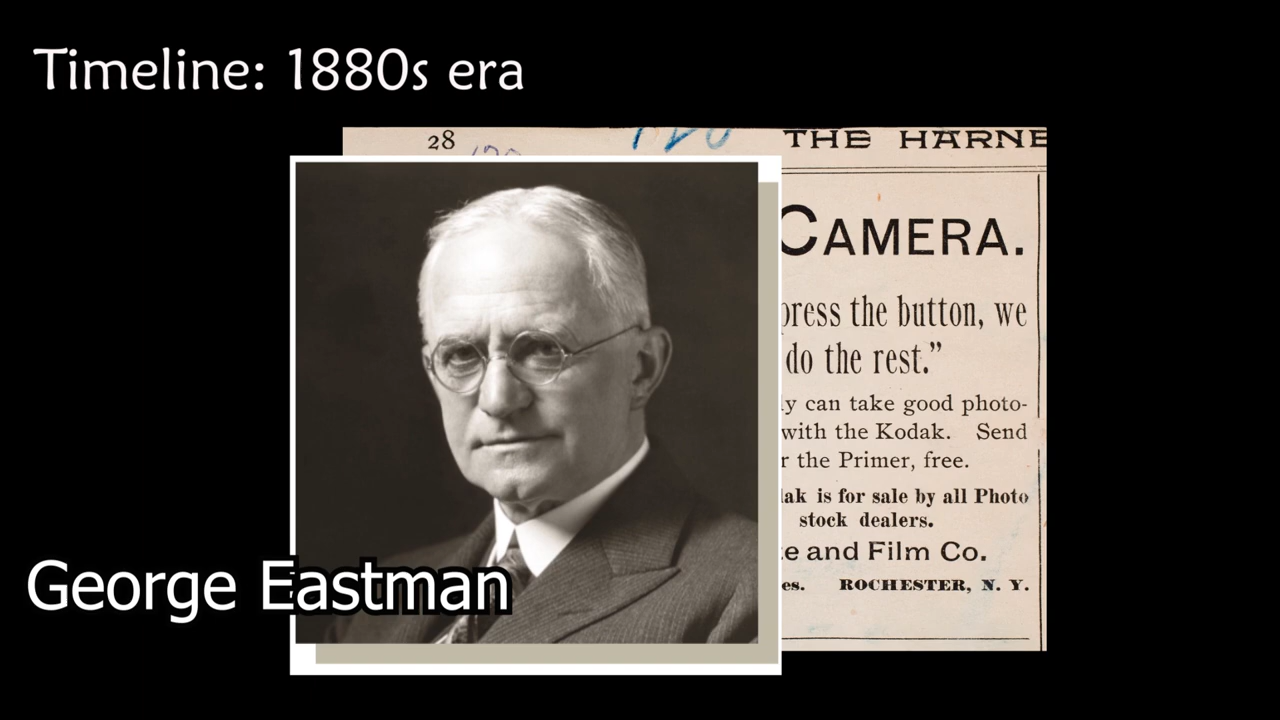 Timeline: 1880s era
28
THE HARNE
CAMERA.
press the button, we
do the rest.”
can take good photo-
with the Kodak. Send
the Primer, free.
is for sale by all Photo
stock dealers.
and Film Co.
ROCHESTER, N. Y.
George Eastman